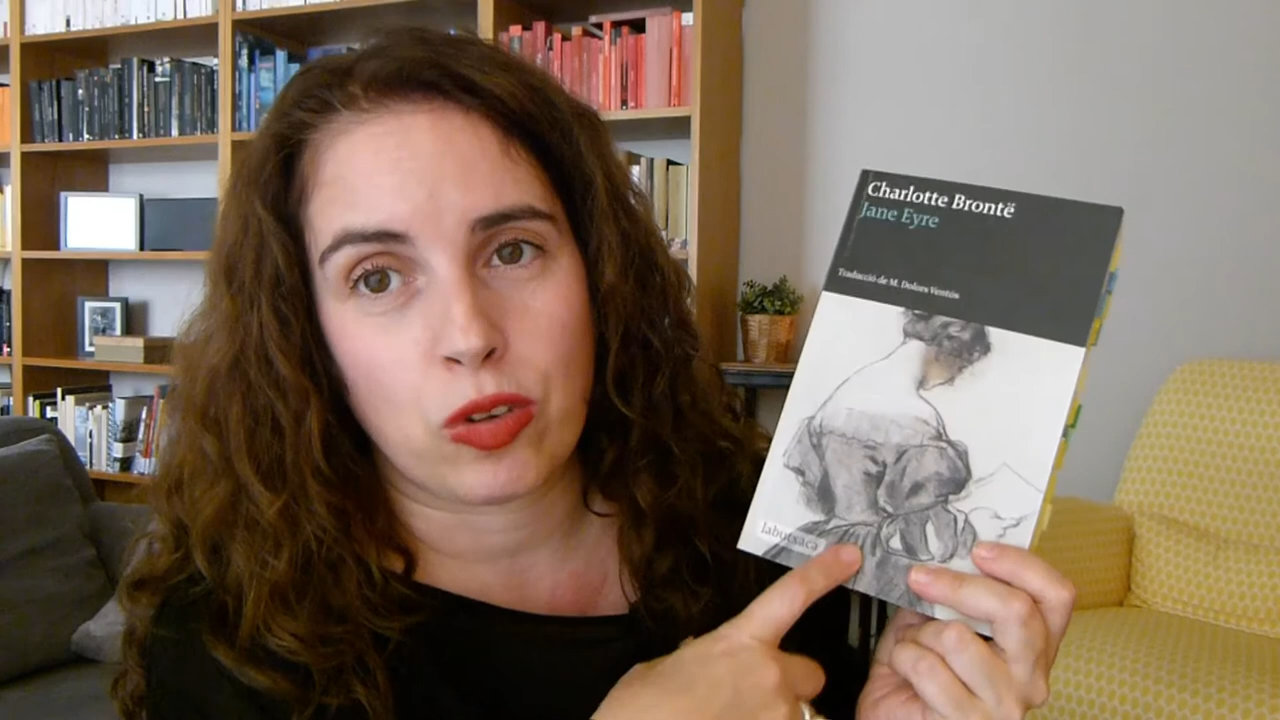 Charlotte Brontë
Jane Eyre
Traducció de M. Dolors Ventós
labutxaca